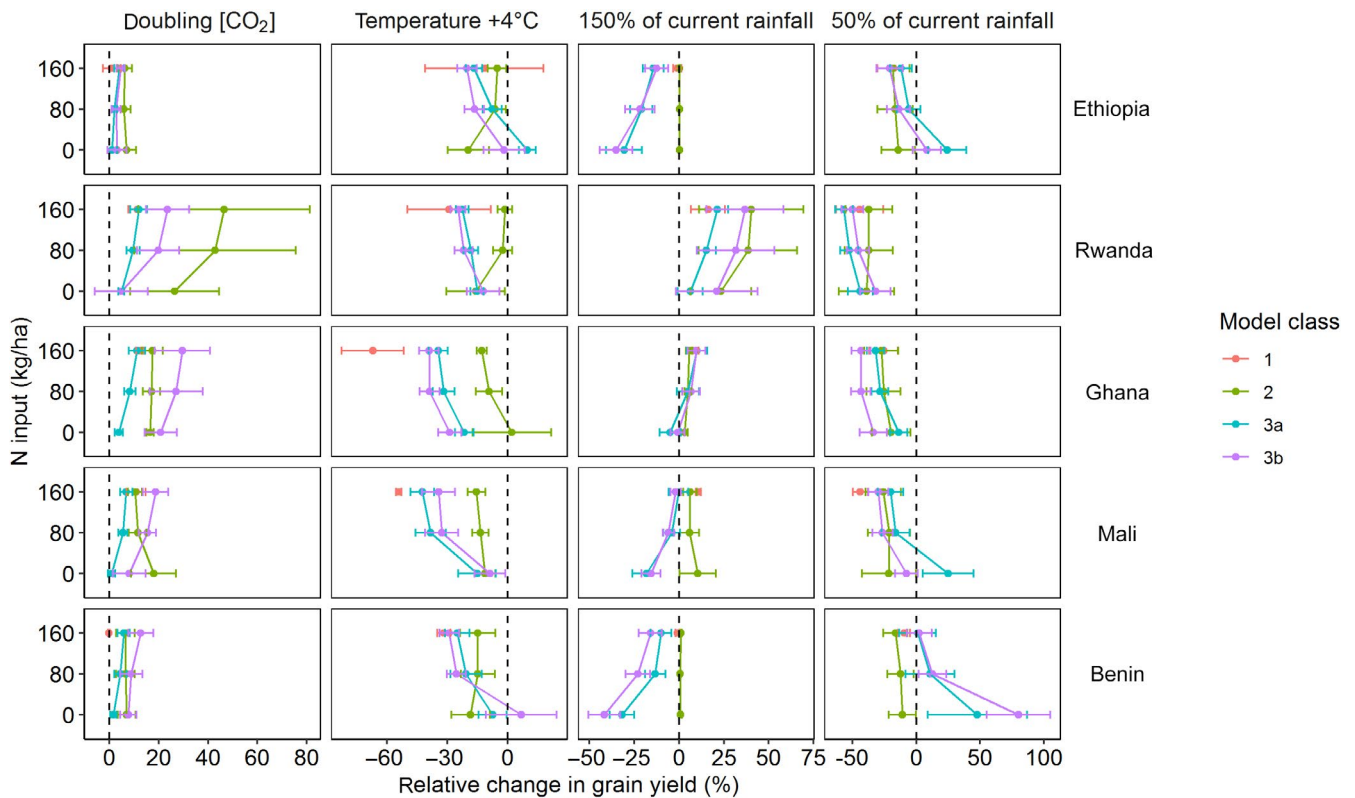 Doubling [CO₂]
Temperature +4°C
150% of current rainfall
50% of current rainfall
160
80
0
Ethiopia
160
80
0
Rwanda
160
80
0
Ghana
160
80
0
Mali
160
80
0
Benin
N input (kg/ha)
0 20 40 60 80
−60 −30 0
−50 −25 0 25 50 75
-50 0 50 100
Relative change in grain yield (%)
Model class
1
2
3a
3b